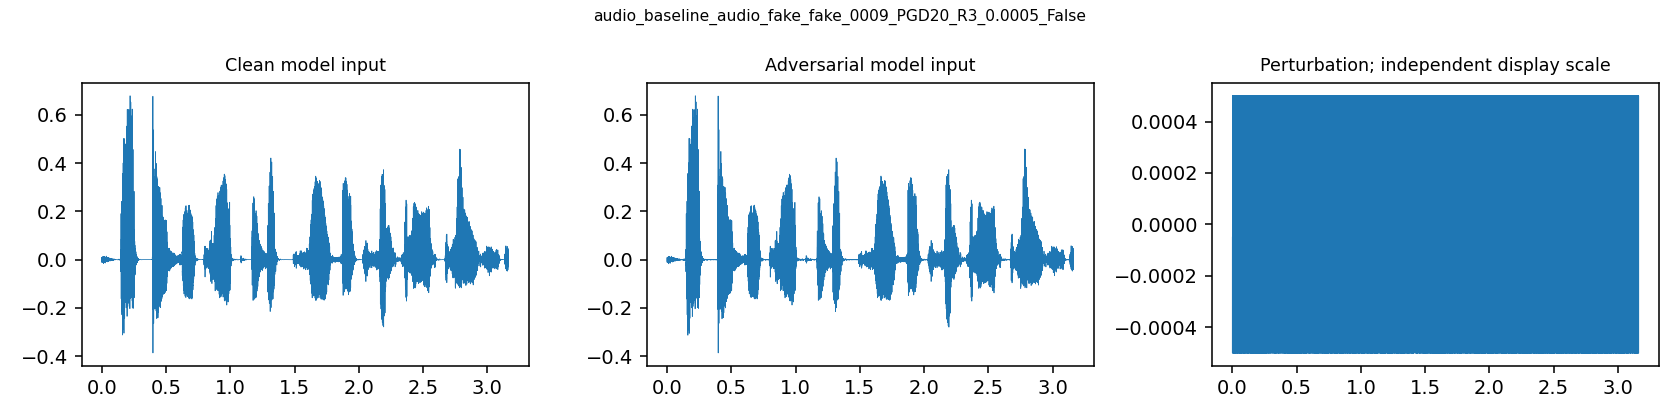 audio_baseline_audio_fake_fake_0009_PGD20_R3_0.0005_False
Clean model input
0.6
0.4
0.2
0.0
−0.2
−0.4
0.0 0.5 1.0 1.5 2.0 2.5 3.0
Adversarial model input
0.6
0.4
0.2
0.0
−0.2
−0.4
0.0 0.5 1.0 1.5 2.0 2.5 3.0
Perturbation; independent display scale
0.0004
0.0002
0.0000
−0.0002
−0.0004
0.0 0.5 1.0 1.5 2.0 2.5 3.0